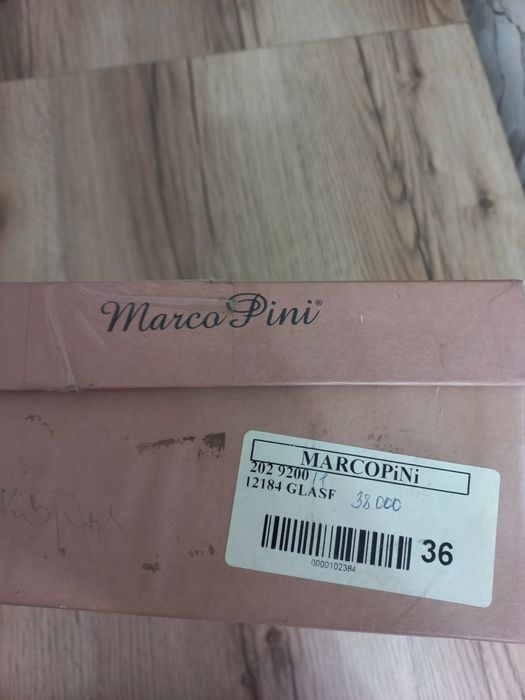 Marco Pini®
MARCOPiNi
202 9200/1
12184 GLASF 38 000
0000102384
36